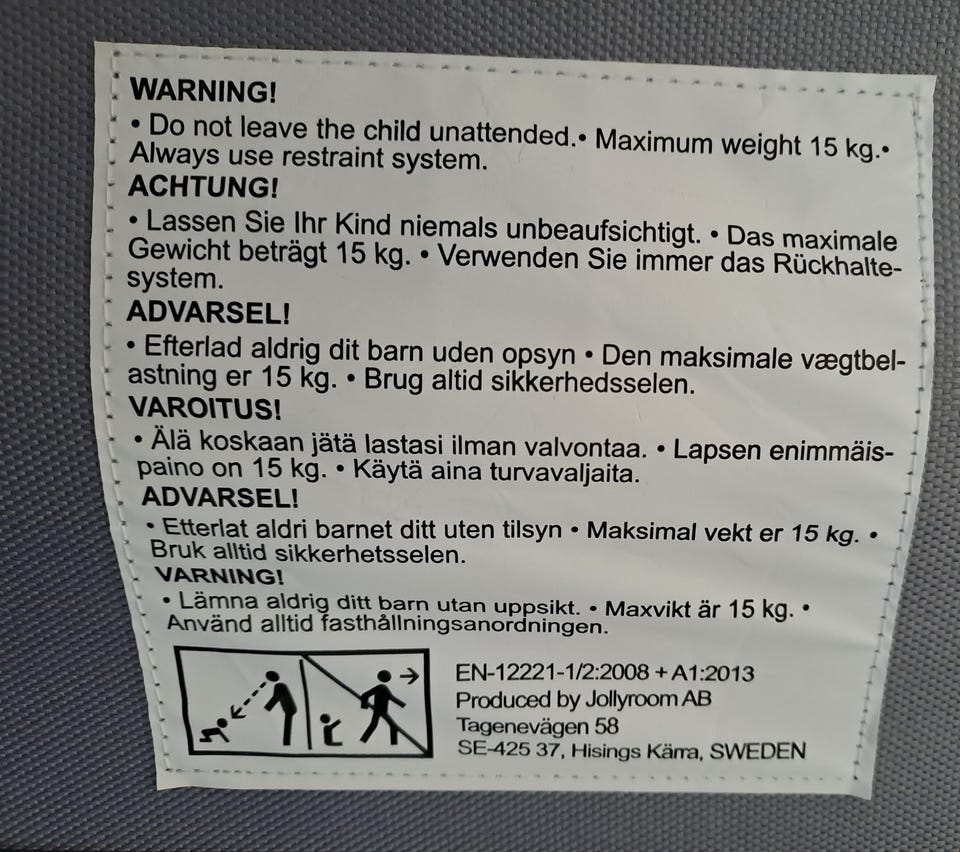 WARNING!
• Do not leave the child unattended.• Maximum weight 15 kg.•
Always use restraint system.
ACHTUNG!
• Lassen Sie Ihr Kind niemals unbeaufsichtigt. • Das maximale
Gewicht beträgt 15 kg. • Verwenden Sie immer das Rückhalte-
system.
ADVARSEL!
• Efterlad aldrig dit barn uden opsyn • Den maksimale vægtbel-
astning er 15 kg. • Brug altid sikkerhedsselen.
VAROITUS!
• Älä koskaan jätä lastasi ilman valvontaa. • Lapsen enimmäis-
paino on 15 kg. • Käytä aina turvavaljaita.
ADVARSEL!
• Etterlat aldri barnet ditt uten tilsyn • Maksimal vekt er 15 kg. •
Bruk alltid sikkerhetsselen.
VARNING!
• Lämna aldrig ditt barn utan uppsikt. • Maxvikt är 15 kg. •
Använd alltid fasthållningsanordningen.
EN-12221-1/2:2008 + A1:2013
Produced by Jollyroom AB
Tagenevägen 58
SE-425 37, Hisings Kärra, SWEDEN